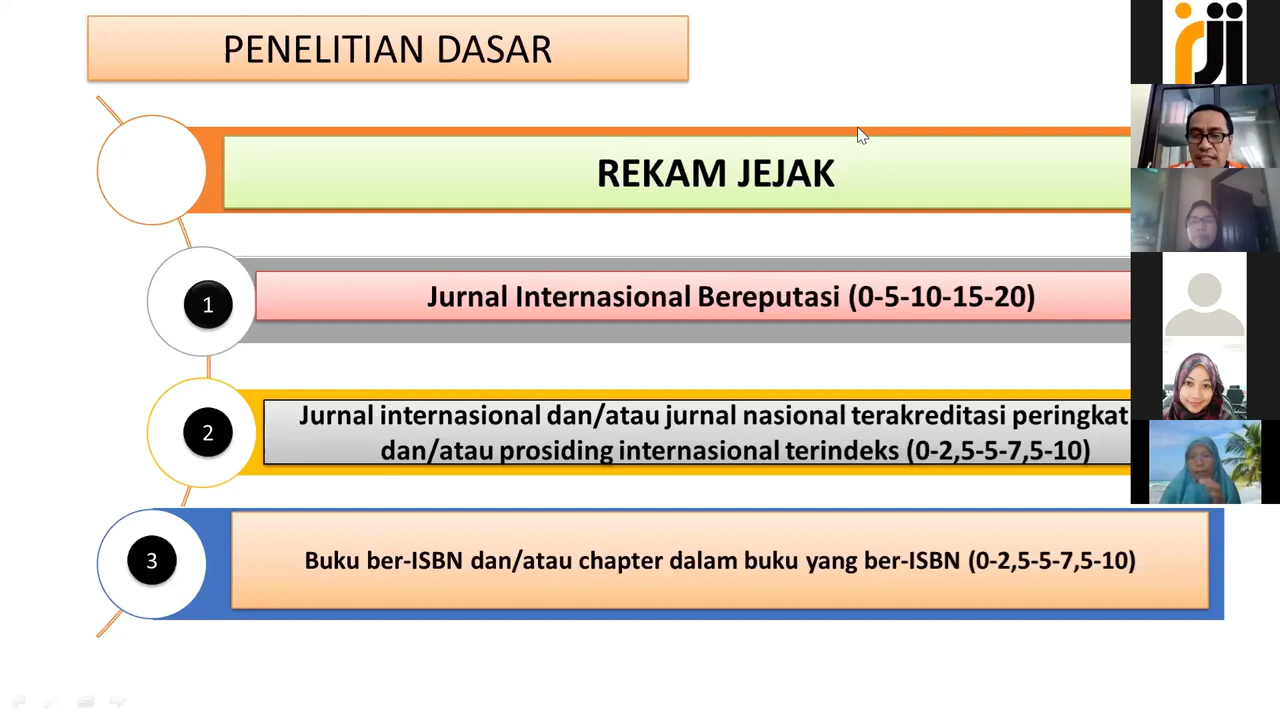 PENELITIAN DASAR
rji
REKAM JEJAK
1
Jurnal Internasional Bereputasi (0-5-10-15-20)
2
Jurnal internasional dan/atau jurnal nasional terakreditasi peringkat
dan/atau prosiding internasional terindeks (0-2,5-5-7,5-10)
3
Buku ber-ISBN dan/atau chapter dalam buku yang ber-ISBN (0-2,5-5-7,5-10)